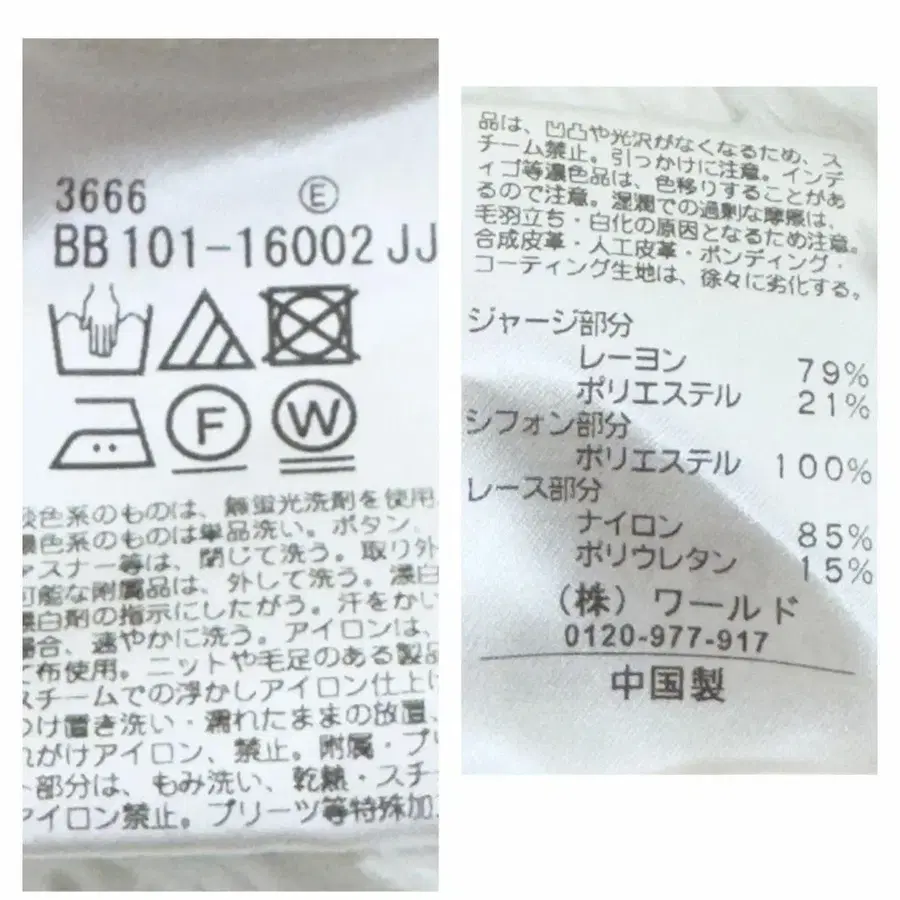 3666 Ⓔ
BB 101-16002 JJ
F W
色系のものは、無蛍光洗剤を使用
濃色系のものは単品洗い。ボタン、
ァスナー等は、閉じて洗う。取り外
可能な附属品は、外して洗う。漂白
漂白剤の指示にしたがう。汗をかい
場合、速やかに洗う。アイロンは、
て布使用。ニットや毛足のある製品
スチームでの浮かしアイロン仕上げ
つけ置き洗い・濡れたままの放置、
れがけアイロン、禁止。附属・プリ
ト部分は、もみ洗い、乾熱・スチー
アイロン禁止。プリーツ等特殊加工
品は、凹凸や光沢がなくなるため、ス
チーム禁止。引っかけに注意。インデ
ィゴ等濃色品は、色移りすることがあ
るので注意。湿潤での過剰な摩擦は、
毛羽立ち・白化の原因となるため注意。
合成皮革・人工皮革・ボンディング・
コーティング生地は、徐々に劣化する。
ジャージ部分
レーヨン 79%
ポリエステル 21%
シフォン部分
ポリエステル 100%
レース部分
ナイロン 85%
ポリウレタン 15%
(株) ワールド
0120-977-917
中国製